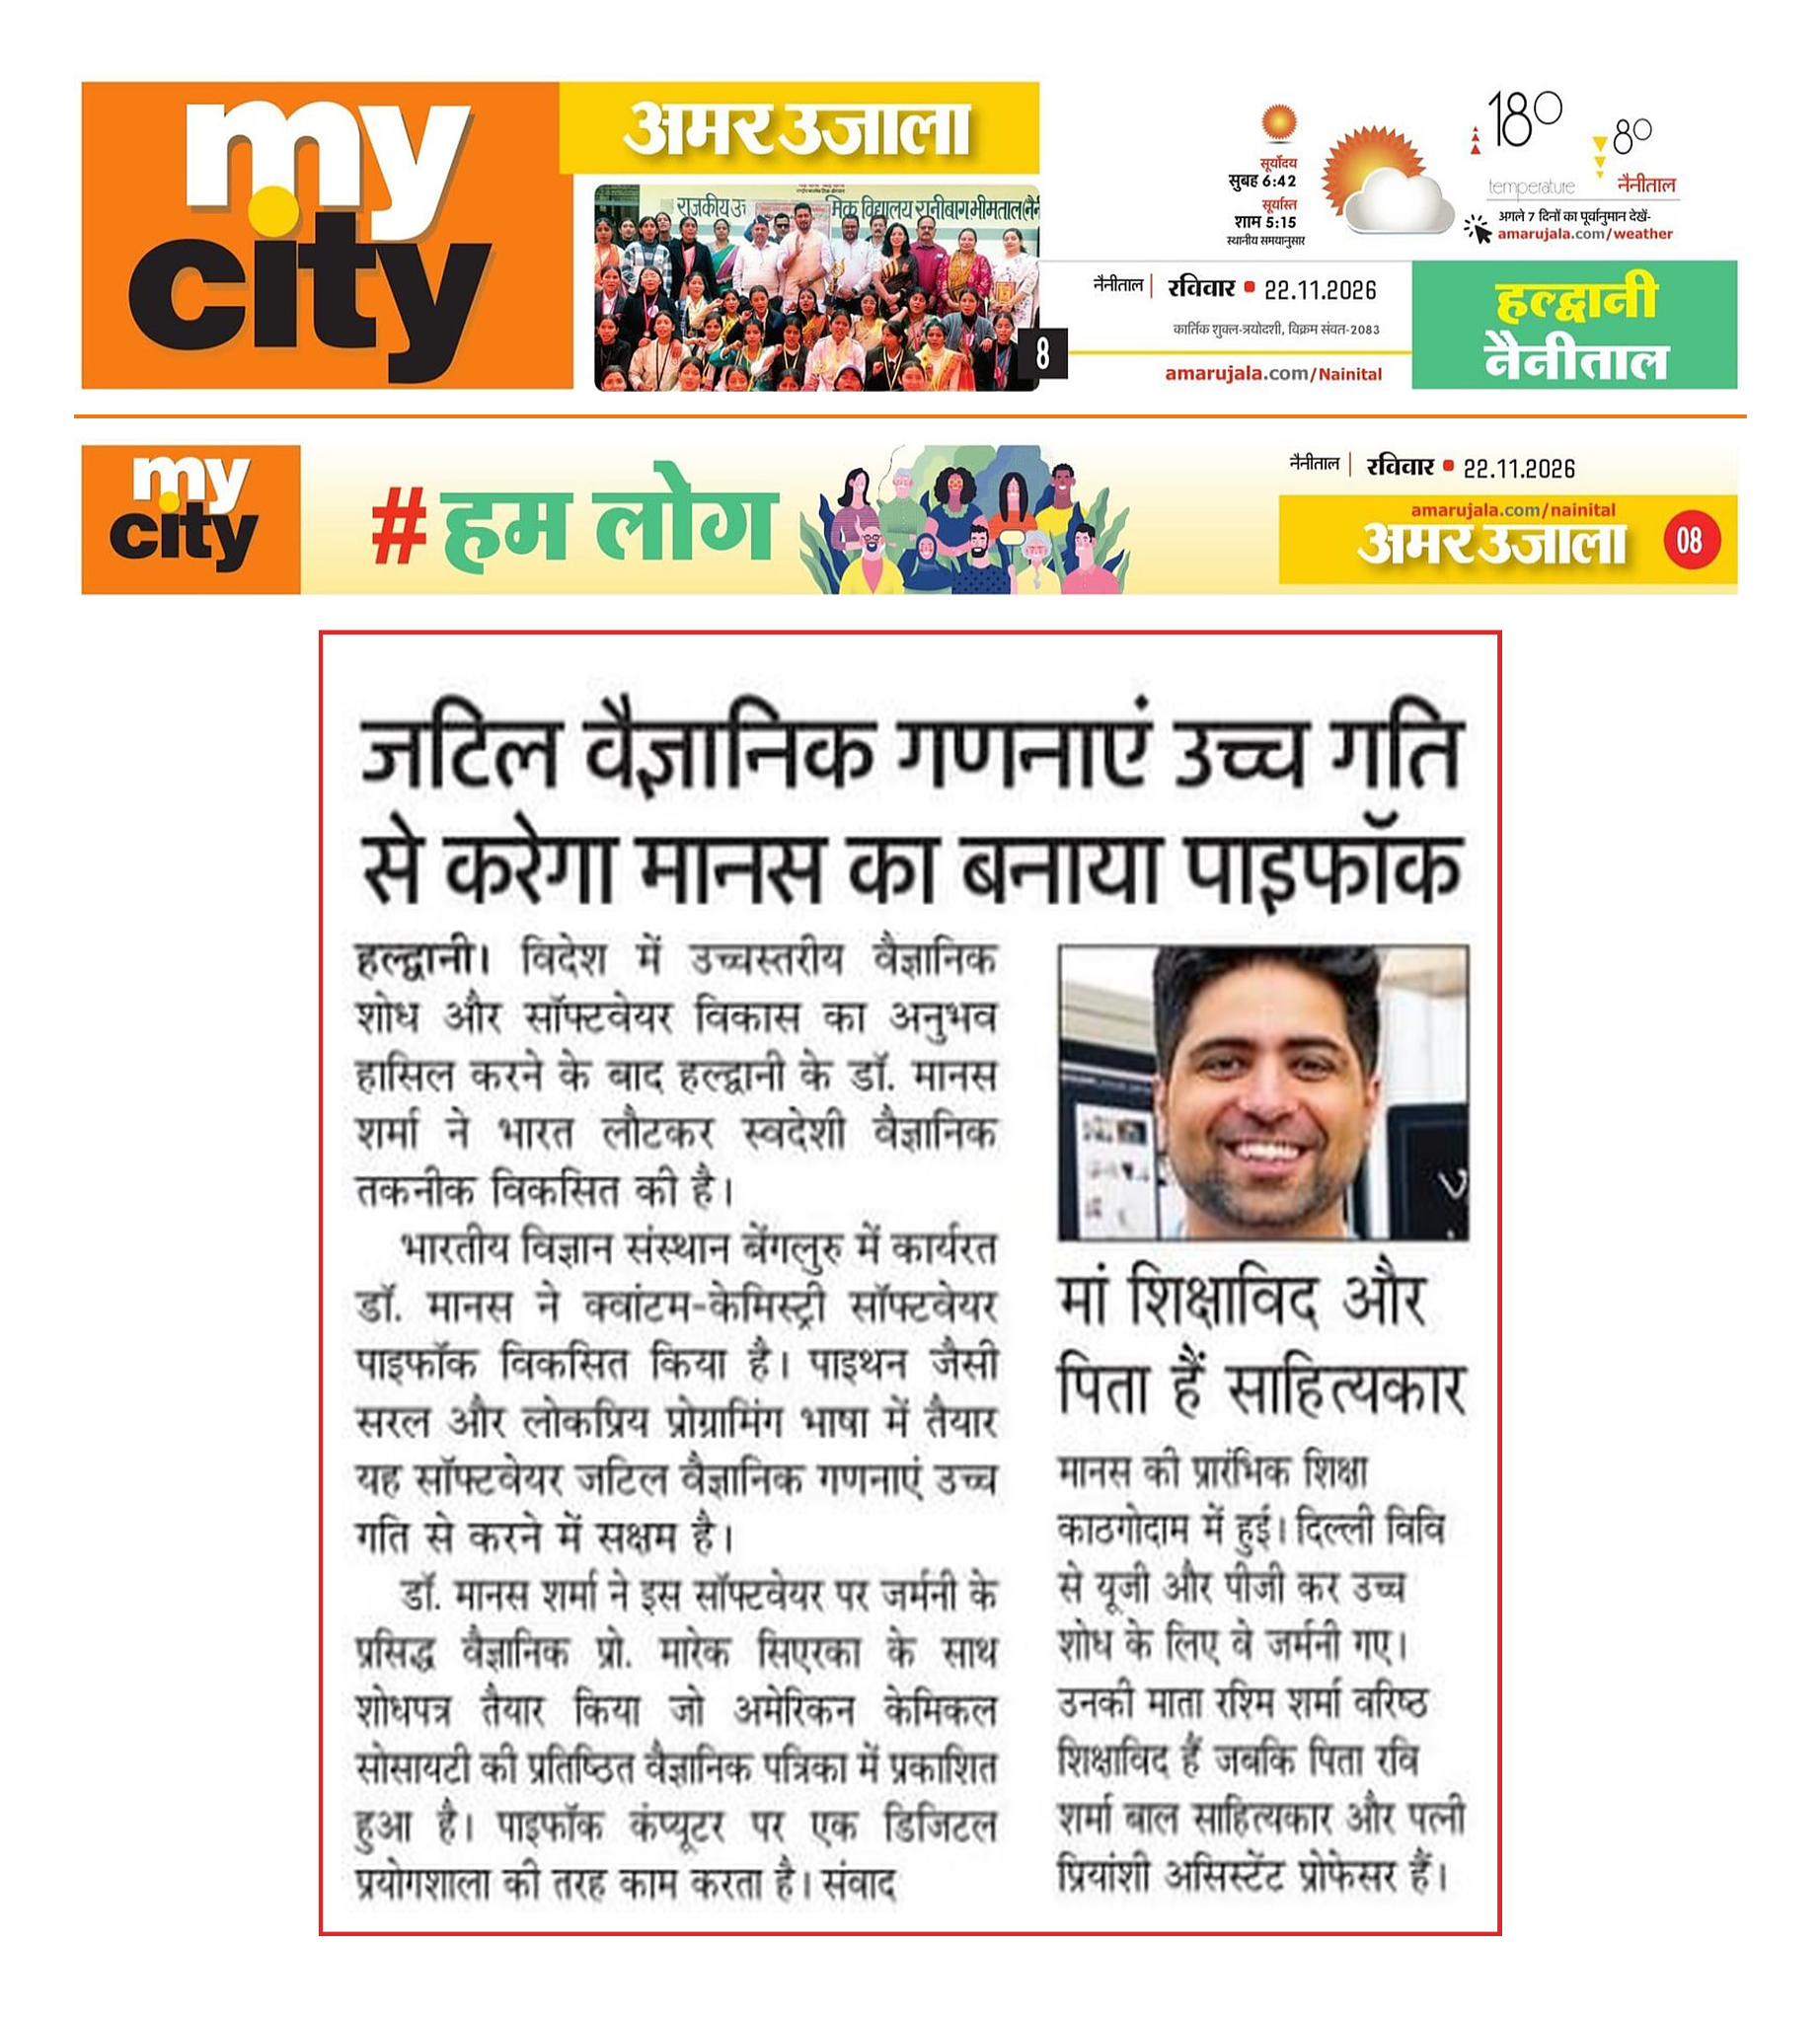 my
city
अमर उजाला
राजकीय उ
मिक विद्यालय रानीबाग भीमताल
8
सूर्योदय
सुबह 6:42
सूर्यास्त
शाम 5:15
स्थानीय समयानुसार
18°
8°
temperature
नैनीताल
अगले 7 दिनों का पूर्वानुमान देखें-
amarujala.com/weather
नैनीताल | रविवार • 22.11.2026
कार्तिक शुक्ल-त्रयोदशी, विक्रम संवत-2083
amarujala.com/Nainital
हल्द्वानी
नैनीताल
my
city
#हम लोग
नैनीताल | रविवार • 22.11.2026
amarujala.com/nainital
अमर उजाला
08
जटिल वैज्ञानिक गणनाएं उच्च गति
से करेगा मानस का बनाया पाइफॉक
हल्द्वानी। विदेश में उच्चस्तरीय वैज्ञानिक
शोध और सॉफ्टवेयर विकास का अनुभव
हासिल करने के बाद हल्द्वानी के डॉ. मानस
शर्मा ने भारत लौटकर स्वदेशी वैज्ञानिक
तकनीक विकसित की है।
भारतीय विज्ञान संस्थान बेंगलुरु में कार्यरत
डॉ. मानस ने क्वांटम-केमिस्ट्री सॉफ्टवेयर
पाइफॉक विकसित किया है। पाइथन जैसी
सरल और लोकप्रिय प्रोग्रामिंग भाषा में तैयार
यह सॉफ्टवेयर जटिल वैज्ञानिक गणनाएं उच्च
गति से करने में सक्षम है।
डॉ. मानस शर्मा ने इस सॉफ्टवेयर पर जर्मनी के
प्रसिद्ध वैज्ञानिक प्रो. मारेक सिएरका के साथ
शोधपत्र तैयार किया जो अमेरिकन केमिकल
सोसायटी की प्रतिष्ठित वैज्ञानिक पत्रिका में प्रकाशित
हुआ है। पाइफॉक कंप्यूटर पर एक डिजिटल
प्रयोगशाला की तरह काम करता है। संवाद
मां शिक्षाविद और
पिता हैं साहित्यकार
मानस की प्रारंभिक शिक्षा
काठगोदाम में हुई। दिल्ली विवि
से यूजी और पीजी कर उच्च
शोध के लिए वे जर्मनी गए।
उनकी माता रश्मि शर्मा वरिष्ठ
शिक्षाविद हैं जबकि पिता रवि
शर्मा बाल साहित्यकार और पत्नी
प्रियांशी असिस्टेंट प्रोफेसर हैं।